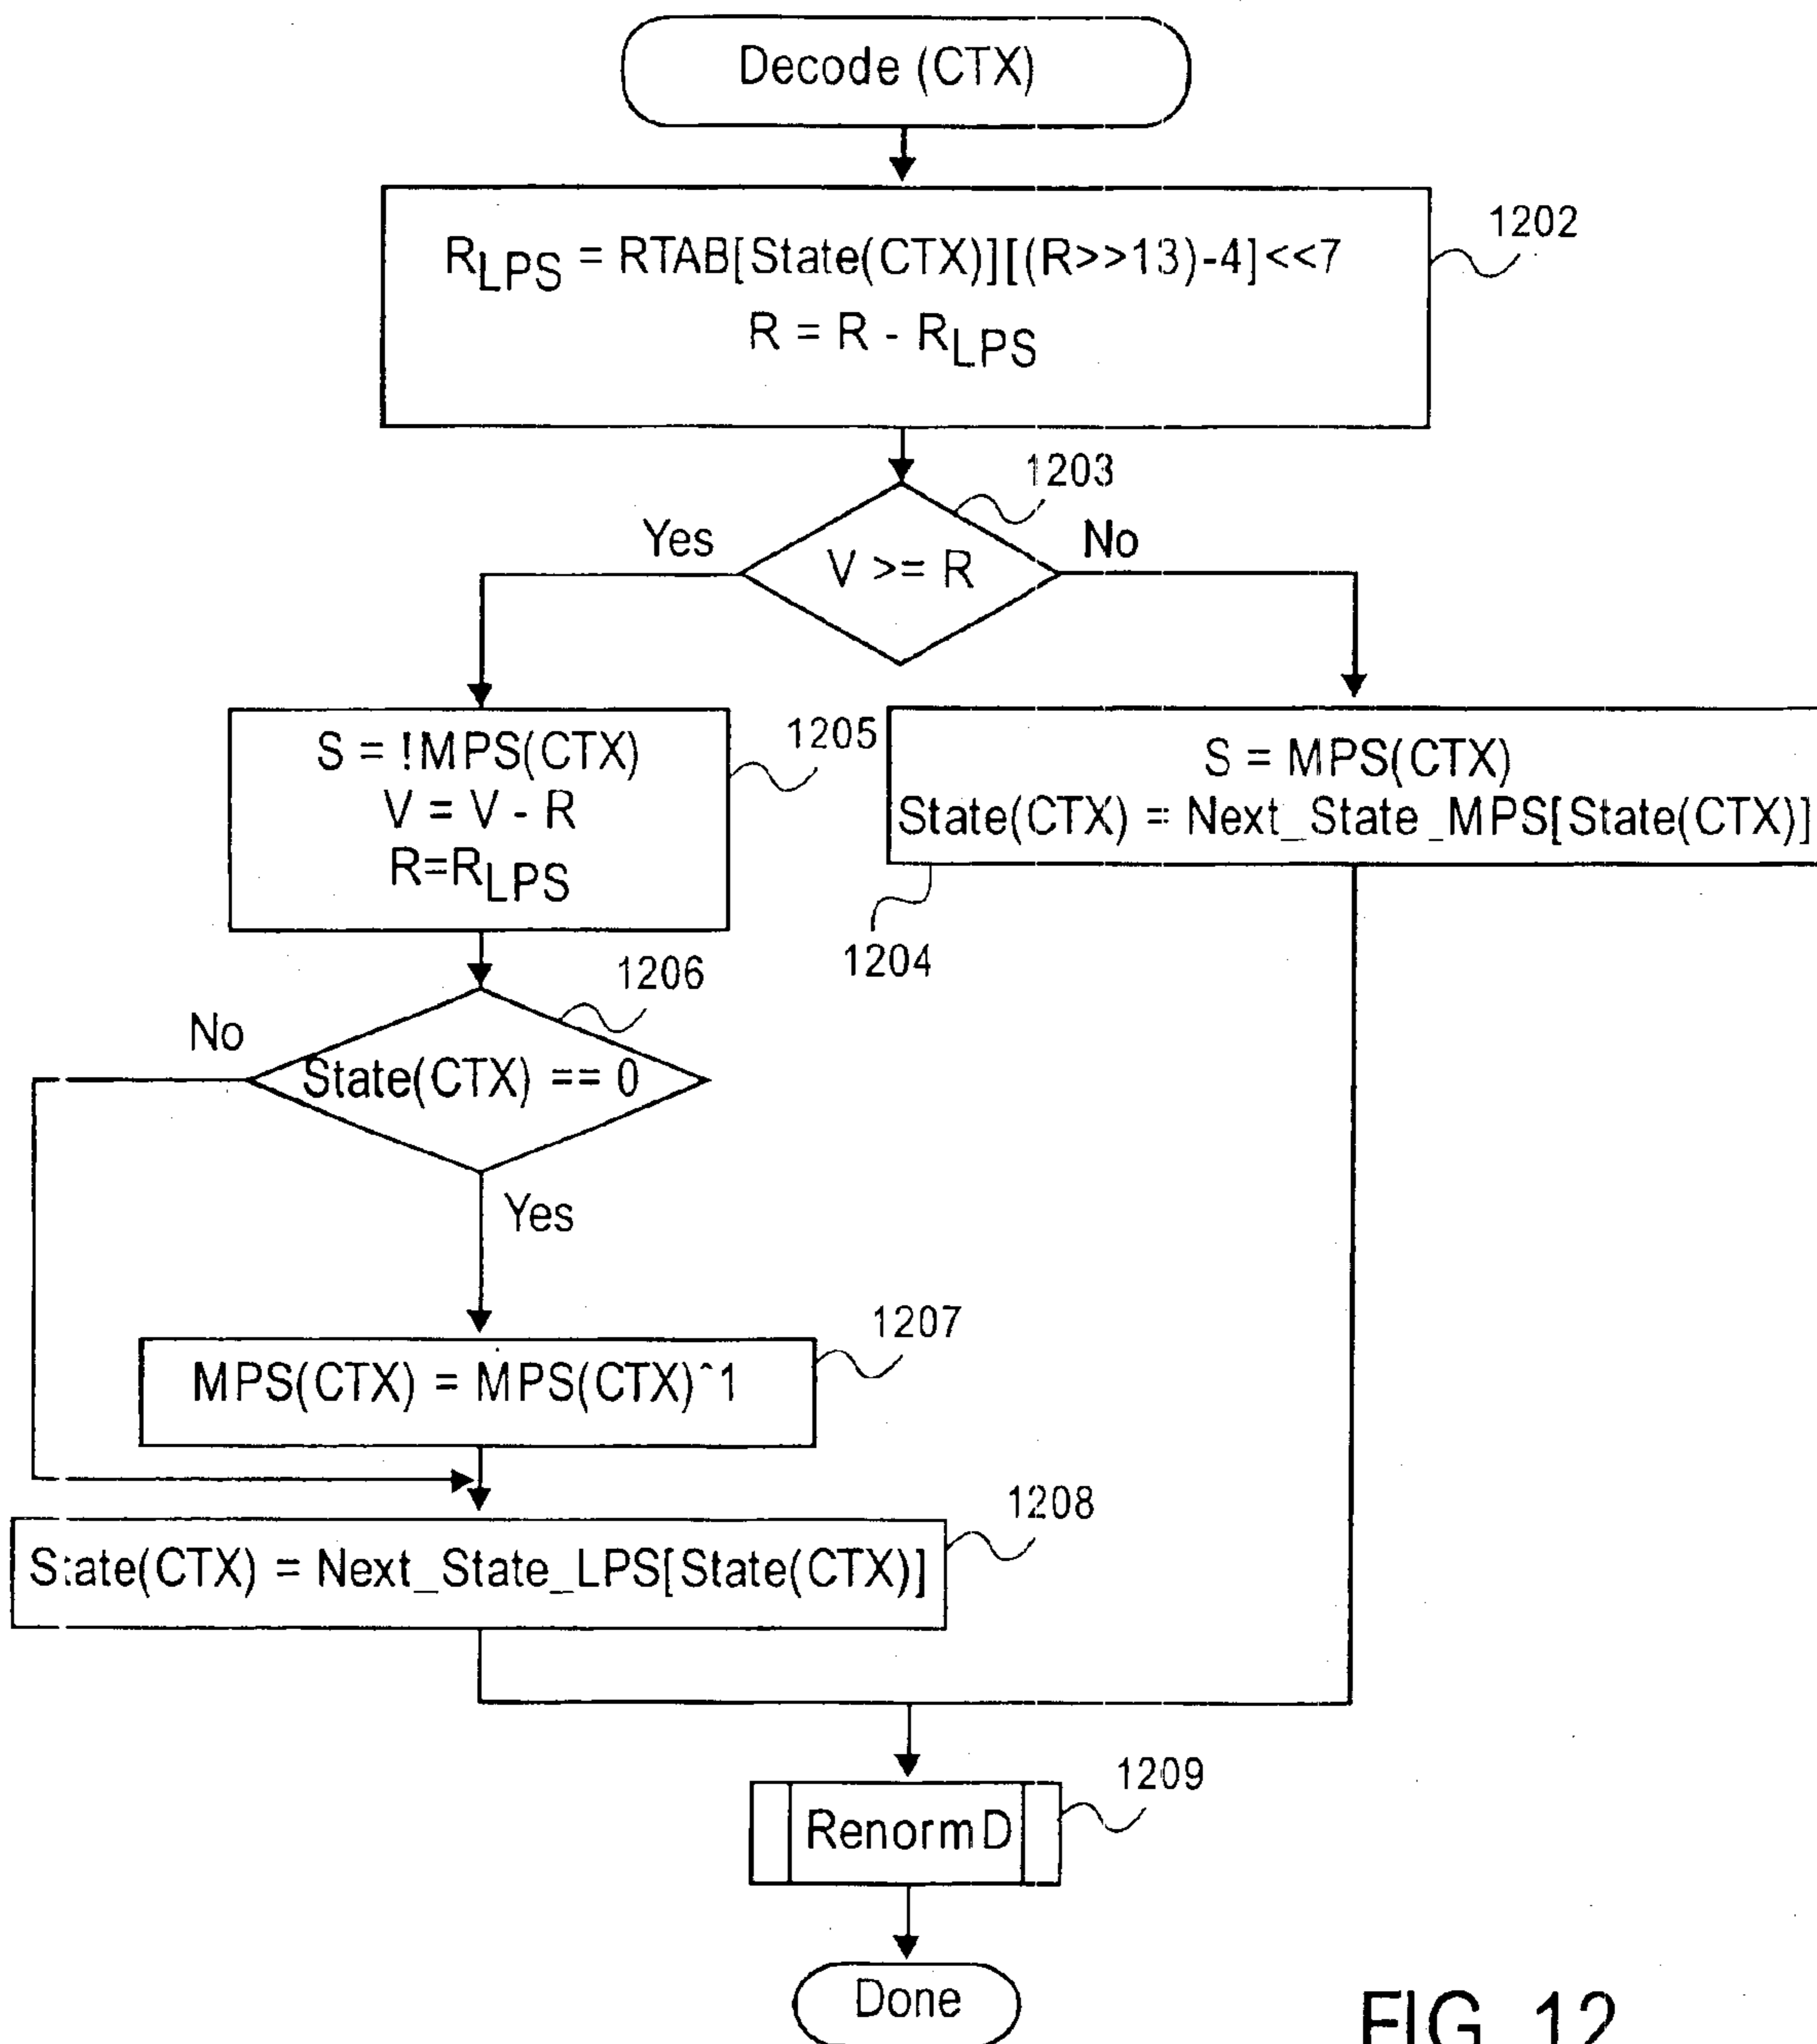 Decode (CTX)
1202
RLPS = RTAB[State(CTX)][(R>>13)-4]<<7
R = R - RLPS
1203
Yes
V >= R
No
1205
S = !MPS(CTX)
V = V - R
R=RLPS
S = MPS(CTX)
State(CTX) = Next_State_MPS[State(CTX)]
1204
1206
No
State(CTX) == 0
Yes
1207
MPS(CTX) = MPS(CTX)^1
1208
State(CTX) = Next_State_LPS[State(CTX)]
1209
RenormD
Done
FIG. 12